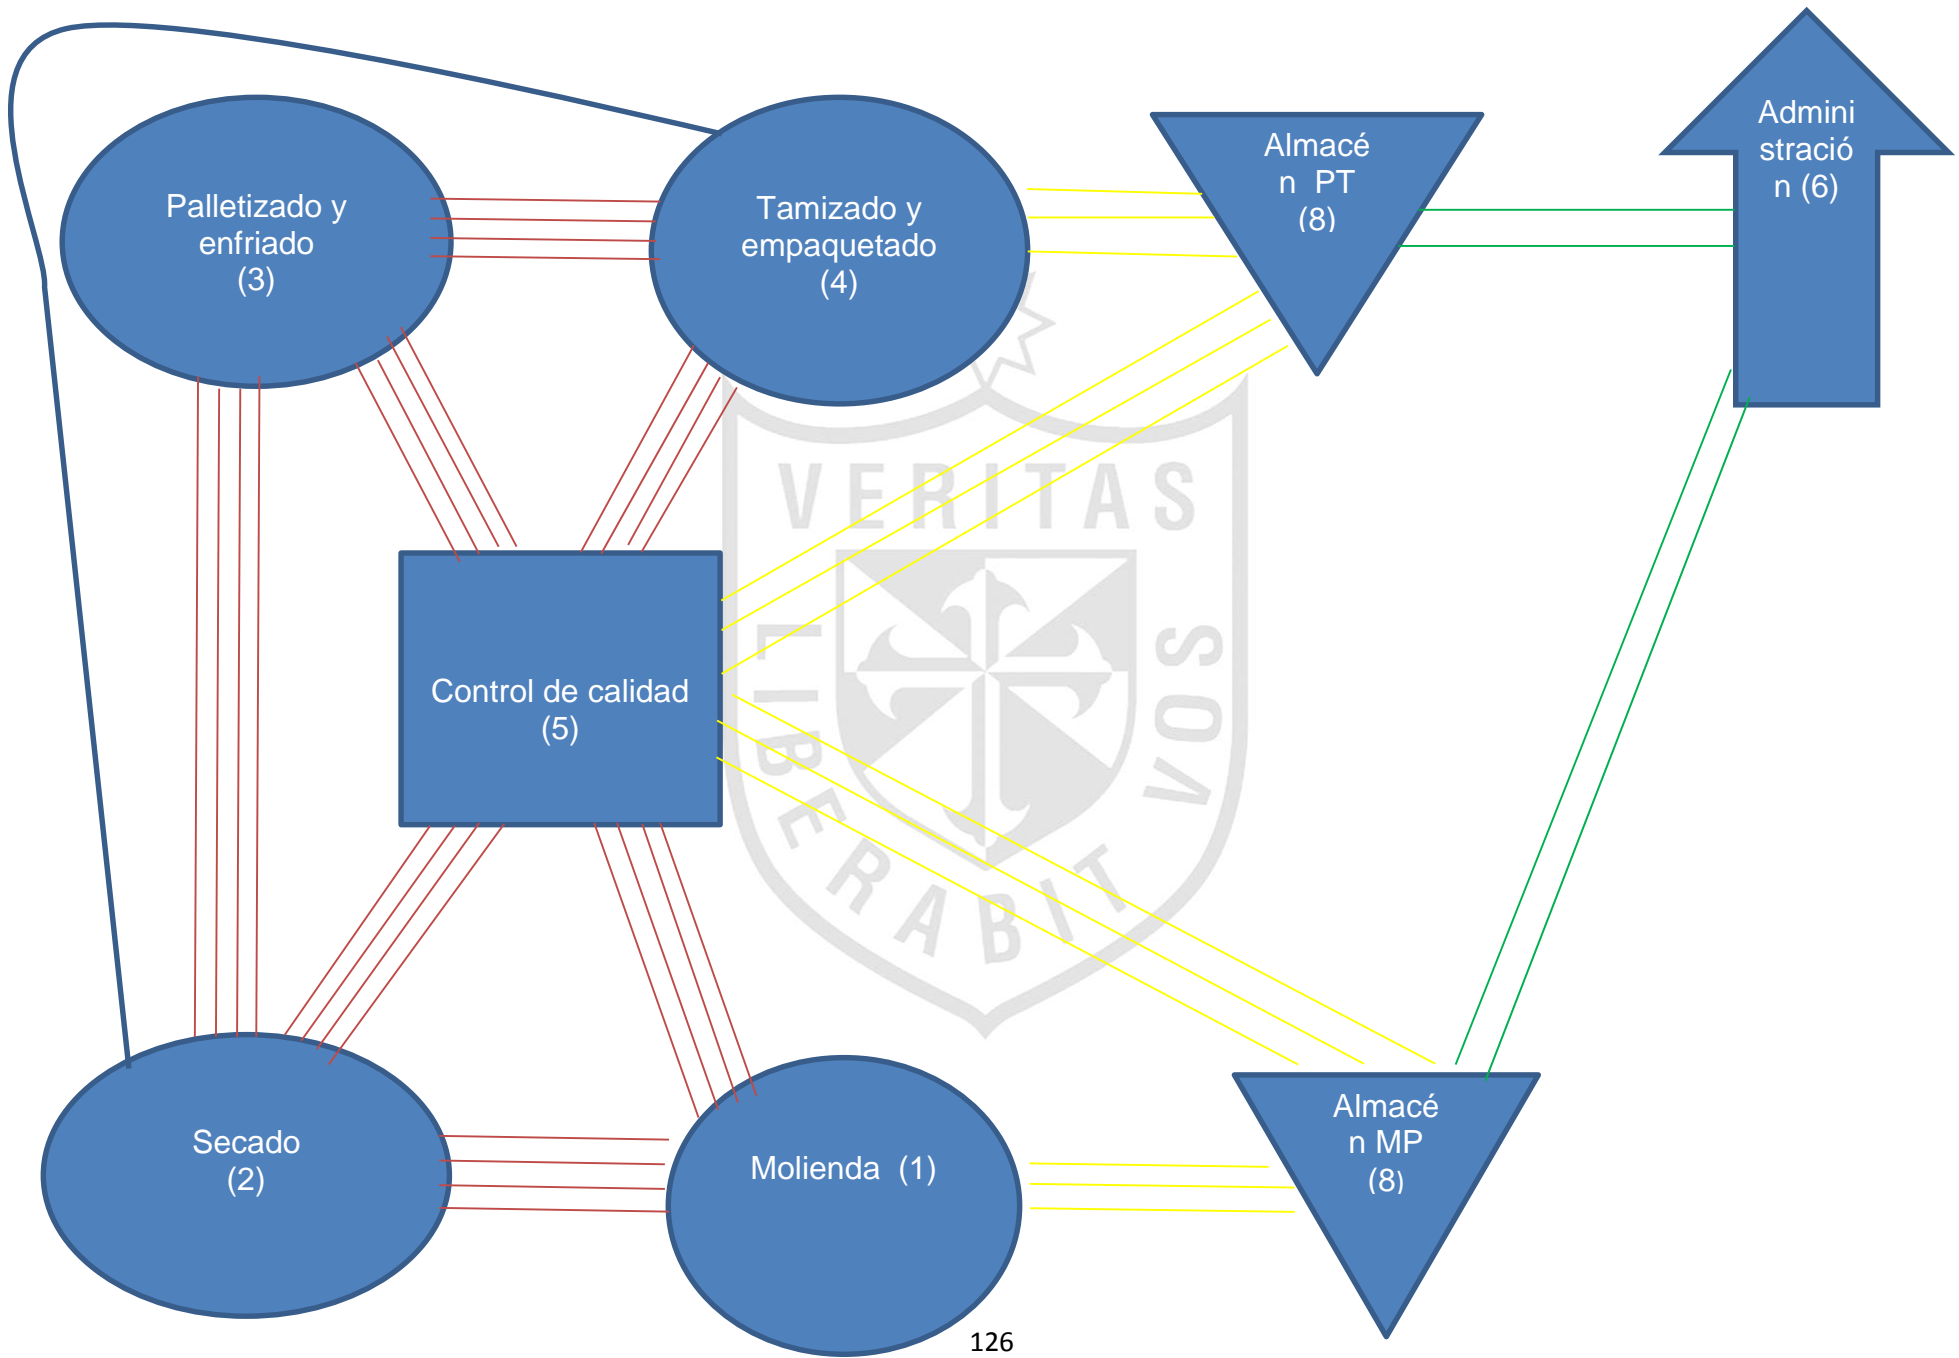 Palletizado y
enfriado
(3)
Tamizado y
empaquetado
(4)
Almacé
n PT
(8)
Admini
stració
n (6)
VERITAS
LIBERABIT
VOS
Control de calidad
(5)
Secado
(2)
Molienda (1)
Almacé
n MP
(8)
126